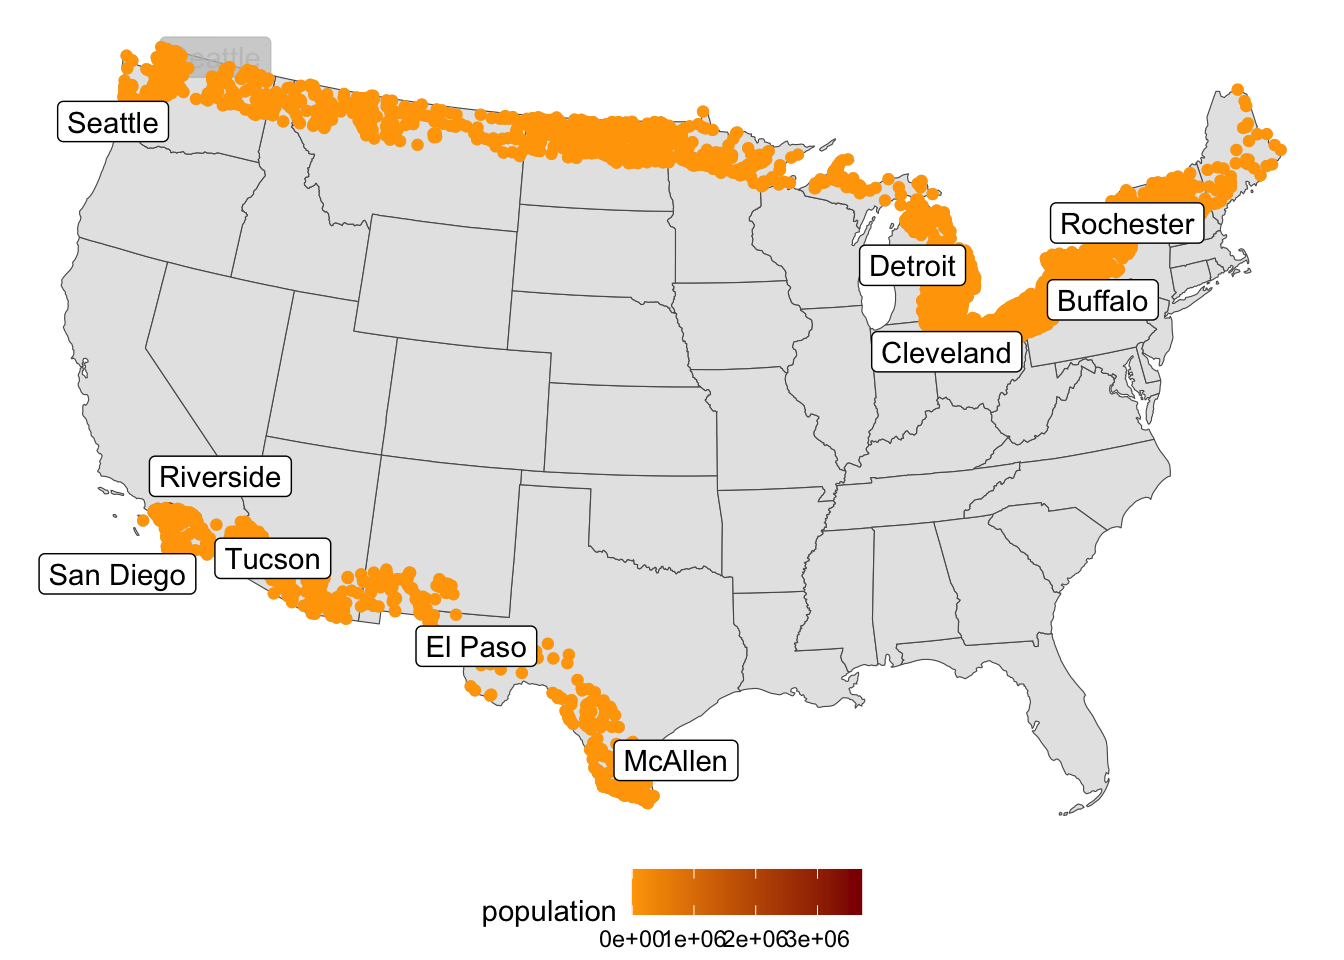 eattle
Seattle
Rochester
Detroit
Buffalo
Cleveland
Riverside
Tucson
San Diego
El Paso
McAllen
population
0e+00 1e+06 2e+06 3e+06